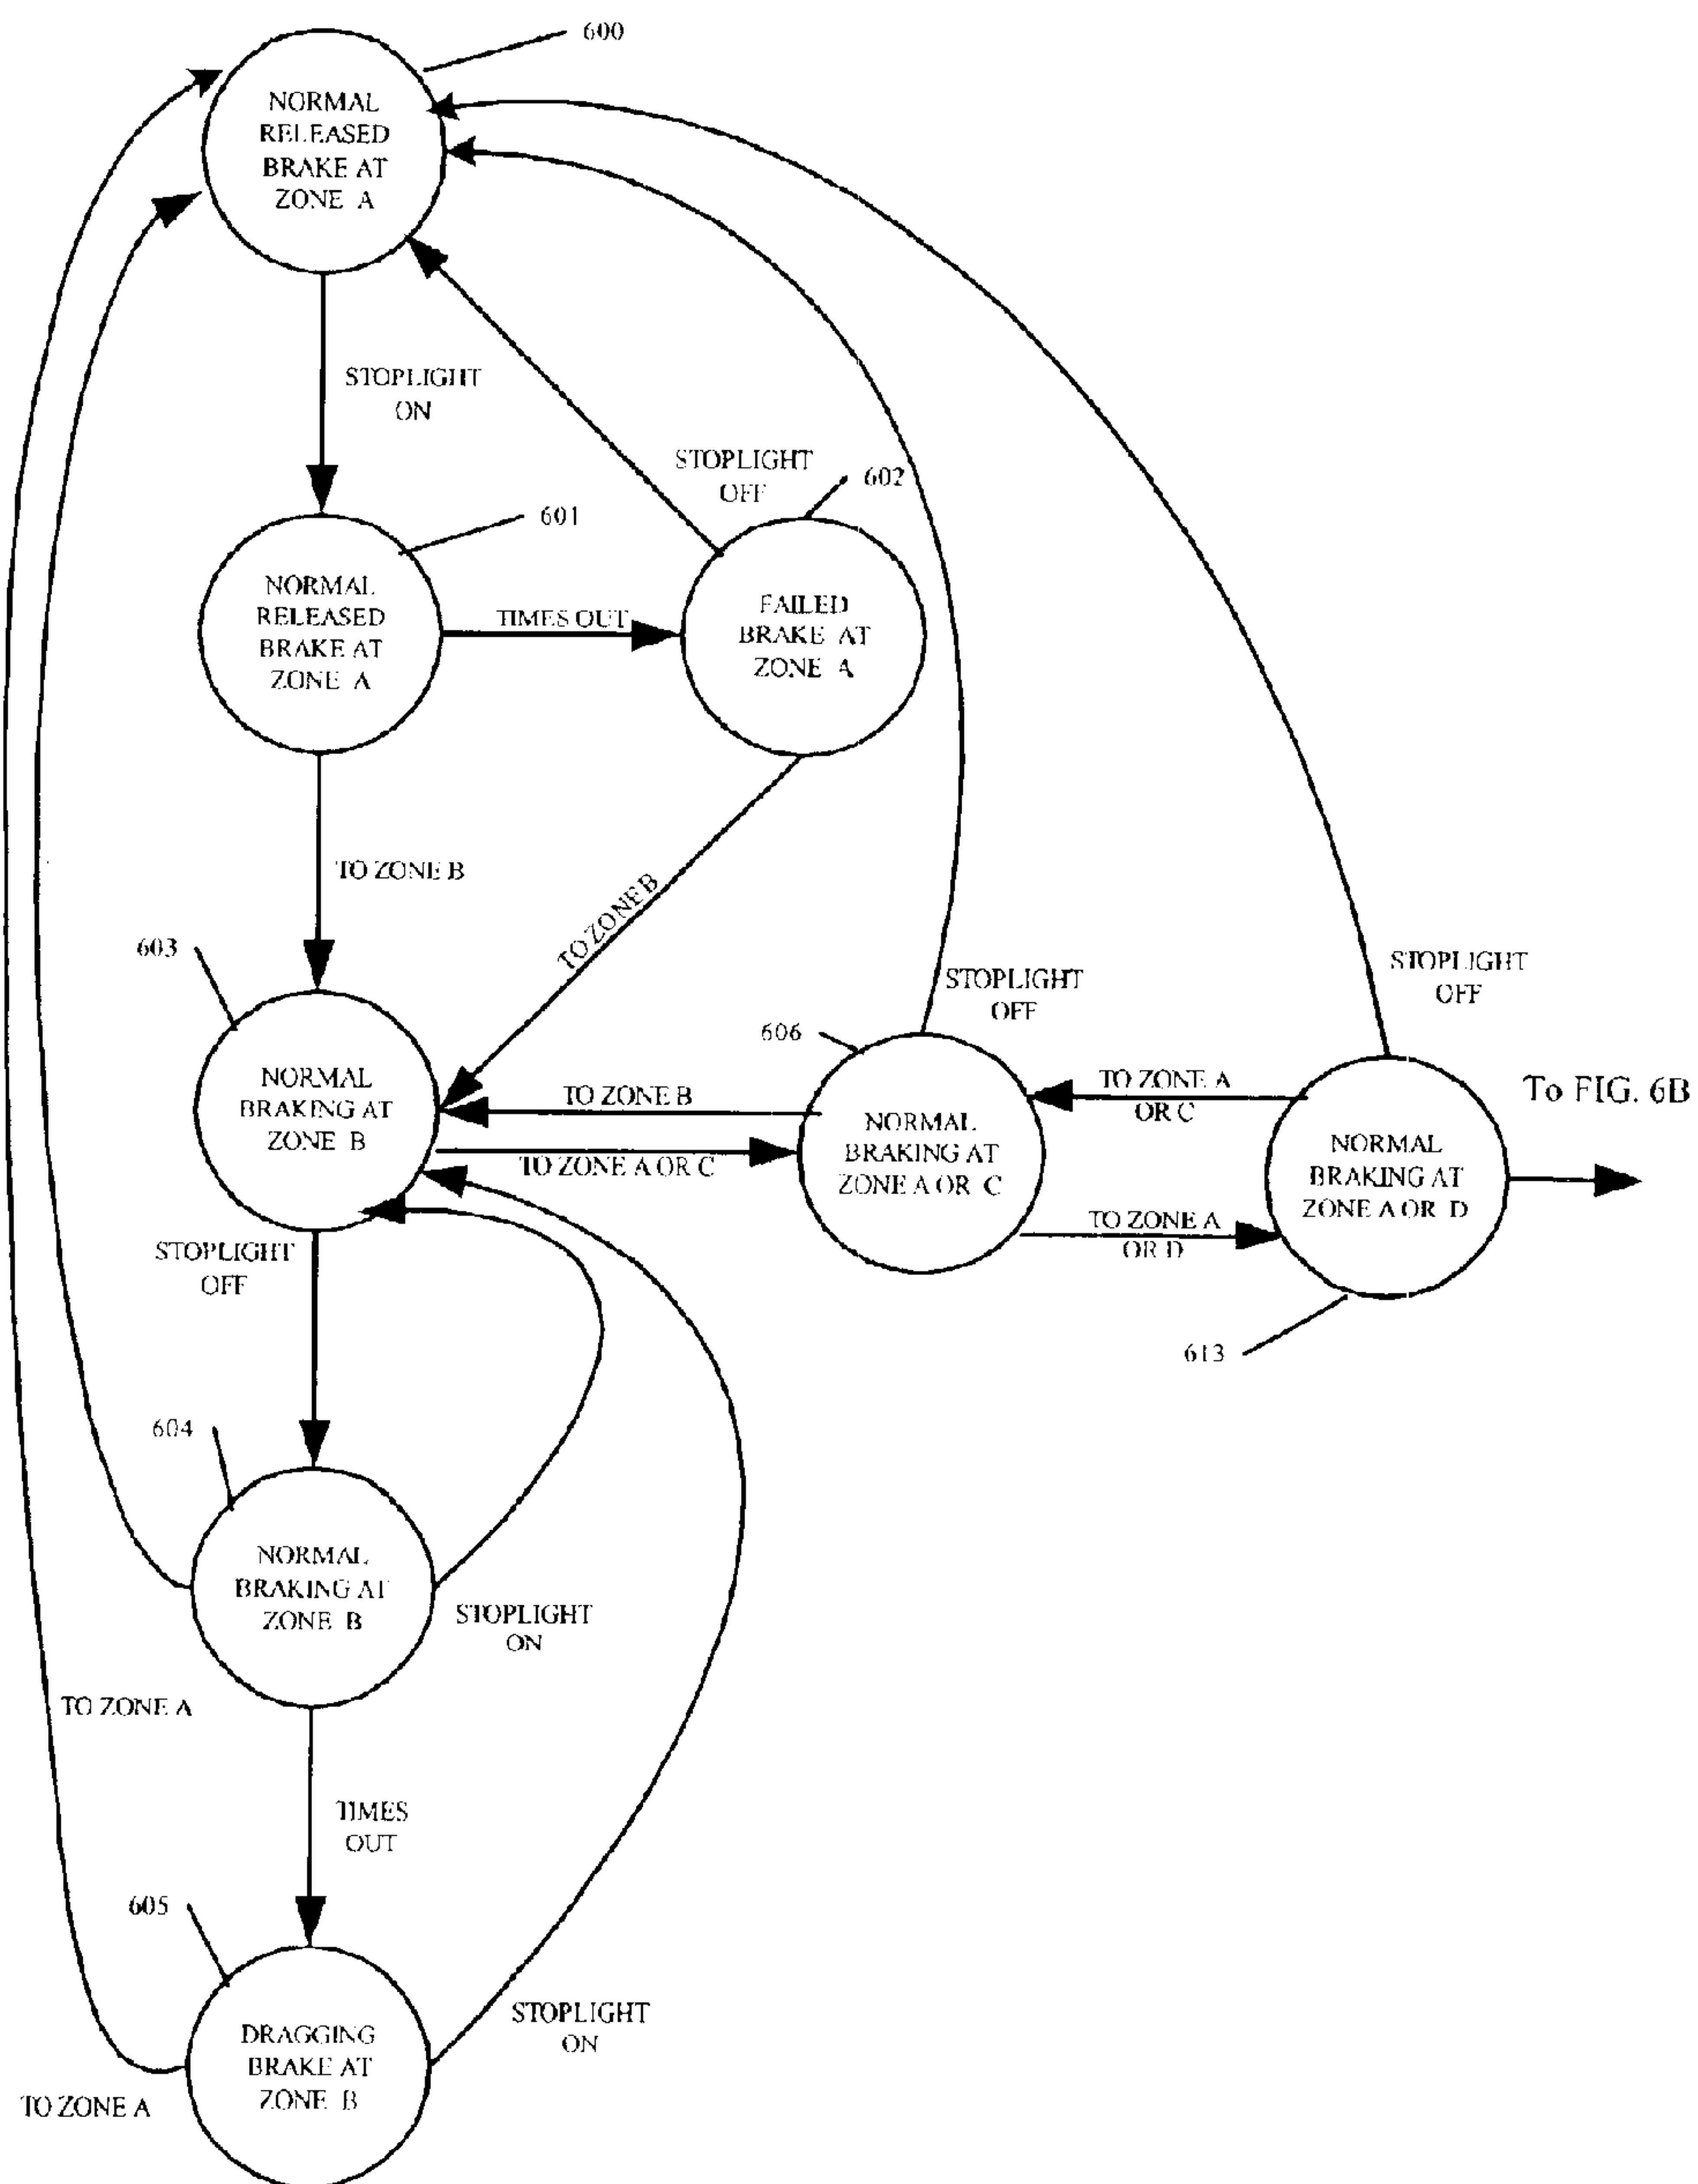 600
NORMAL
RELEASED
BRAKE AT
ZONE A
STOPLIGHT
ON
STOPLIGHT
OFF
602
601
NORMAL
RELEASED
BRAKE AT
ZONE A
TIMES OUT
FAILED
BRAKE AT
ZONE A
TO ZONE B
TO ZONE B
603
STOPLIGHT
OFF
STOPLIGHT
OFF
606
NORMAL
BRAKING AT
ZONE B
TO ZONE B
TO ZONE A OR C
NORMAL
BRAKING AT
ZONE A OR C
TO ZONE A
OR C
TO ZONE A
OR D
NORMAL
BRAKING AT
ZONE A OR D
To FIG. 6B
613
STOPLIGHT
OFF
604
NORMAL
BRAKING AT
ZONE B
STOPLIGHT
ON
TO ZONE A
TIMES
OUT
605
DRAGGING
BRAKE AT
ZONE B
STOPLIGHT
ON
TO ZONE A